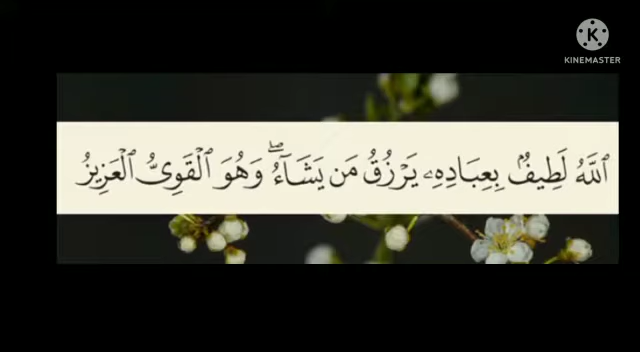 KINEMASTER
ٱللَّهُ لَطِيفُۢ بِعِبَادِهِۦ يَرۡزُقُ مَن يَشَآءُۖ وَهُوَ ٱلۡقَوِيُّ ٱلۡعَزِيزُ